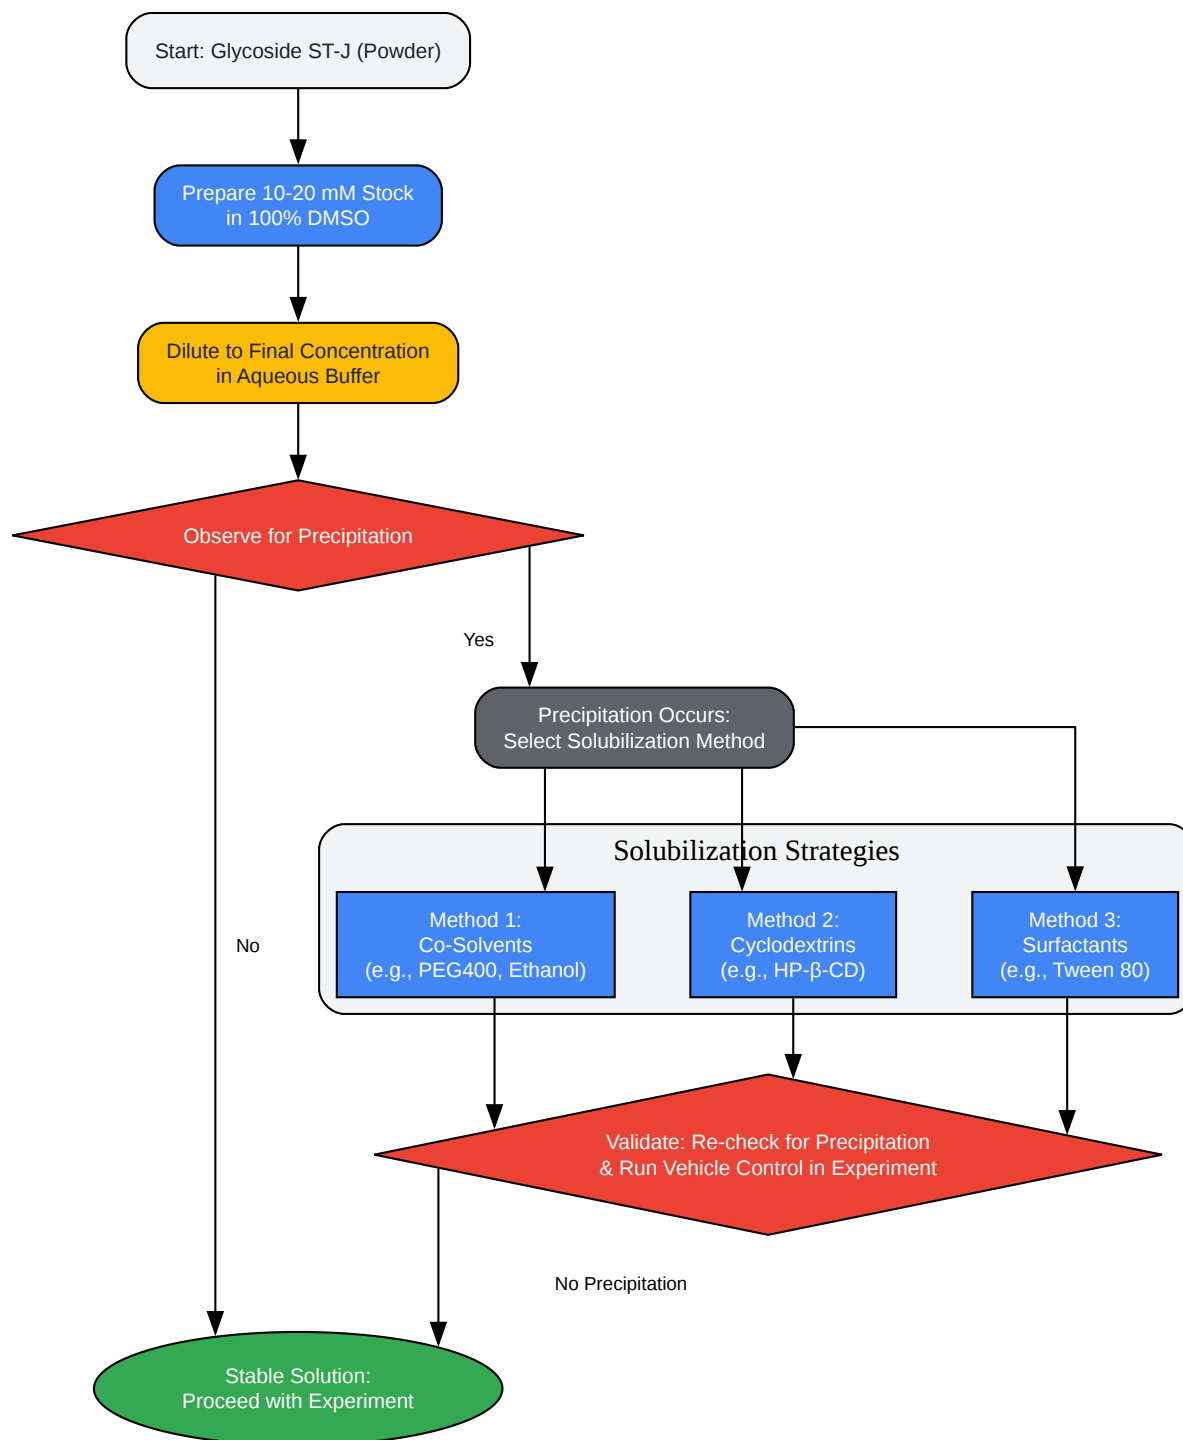 Start: Glycoside ST-J (Powder)
Prepare 10-20 mM Stock
in 100% DMSO
Dilute to Final Concentration
in Aqueous Buffer
Observe for Precipitation
Yes
Precipitation Occurs:
Select Solubilization Method
Solubilization Strategies
Method 1:
Co-Solvents
(e.g., PEG400, Ethanol)
Method 2:
Cyclodextrins
(e.g., HP-β-CD)
Method 3:
Surfactants
(e.g., Tween 80)
No
Validate: Re-check for Precipitation
& Run Vehicle Control in Experiment
No Precipitation
Stable Solution:
Proceed with Experiment